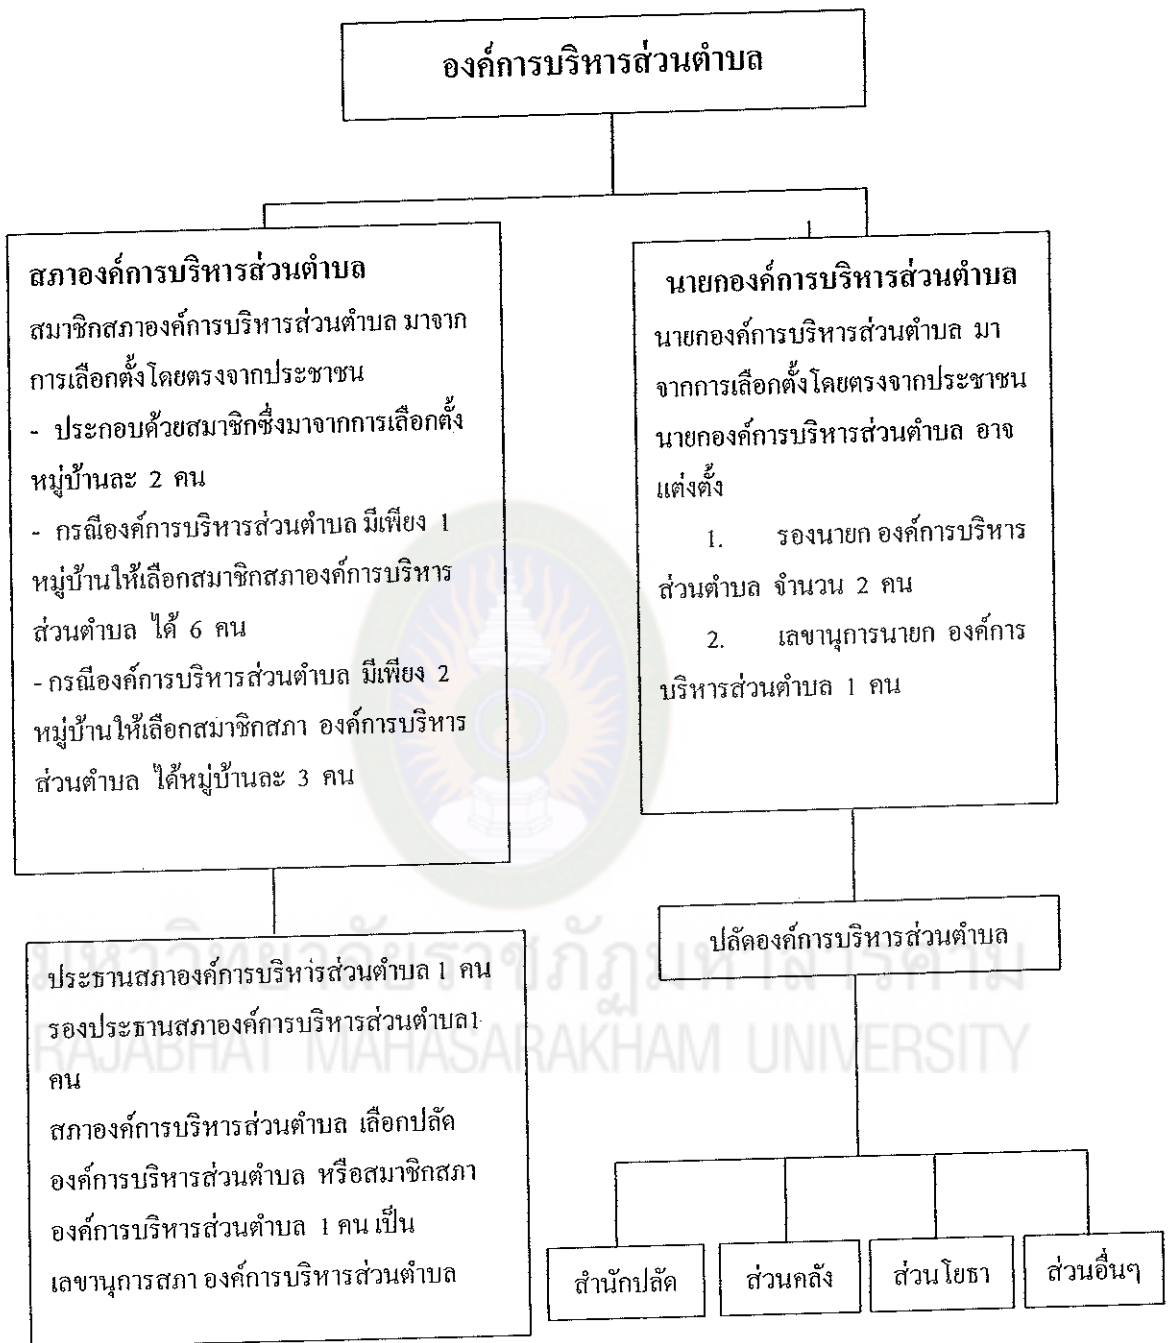 องค์การบริหารส่วนตำบล
สภาองค์การบริหารส่วนตำบล
สมาชิกสภาองค์การบริหารส่วนตำบล มาจาก
การเลือกตั้งโดยตรงจากประชาชน
- ประกอบด้วยสมาชิกซึ่งมาจากการเลือกตั้ง
หมู่บ้านละ 2 คน
- กรณีองค์การบริหารส่วนตำบล มีเพียง 1
หมู่บ้านให้เลือกสมาชิกสภาองค์การบริหาร
ส่วนตำบล ได้ 6 คน
- กรณีองค์การบริหารส่วนตำบล มีเพียง 2
หมู่บ้านให้เลือกสมาชิกสภา องค์การบริหาร
ส่วนตำบล ได้หมู่บ้านละ 3 คน
นายกองค์การบริหารส่วนตำบล
นายกองค์การบริหารส่วนตำบล มา
จากการเลือกตั้งโดยตรงจากประชาชน
นายกองค์การบริหารส่วนตำบล อาจ
แต่งตั้ง
1. รองนายก องค์การบริหาร
ส่วนตำบล จำนวน 2 คน
2. เลขานุการนายก องค์การ
บริหารส่วนตำบล 1 คน
ประธานสภาองค์การบริหารส่วนตำบล 1 คน
รองประธานสภาองค์การบริหารส่วนตำบล1
คน
สภาองค์การบริหารส่วนตำบล เลือกปลัด
องค์การบริหารส่วนตำบล หรือสมาชิกสภา
องค์การบริหารส่วนตำบล 1 คน เป็น
เลขานุการสภา องค์การบริหารส่วนตำบล
ปลัดองค์การบริหารส่วนตำบล
สำนักปลัด
ส่วนคลัง
ส่วนโยธา
ส่วนอื่นๆ
มหาวิทยาลัยราชภัฏมหาสารคาม
RAJABHAT MAHASARAKHAM UNIVERSITY